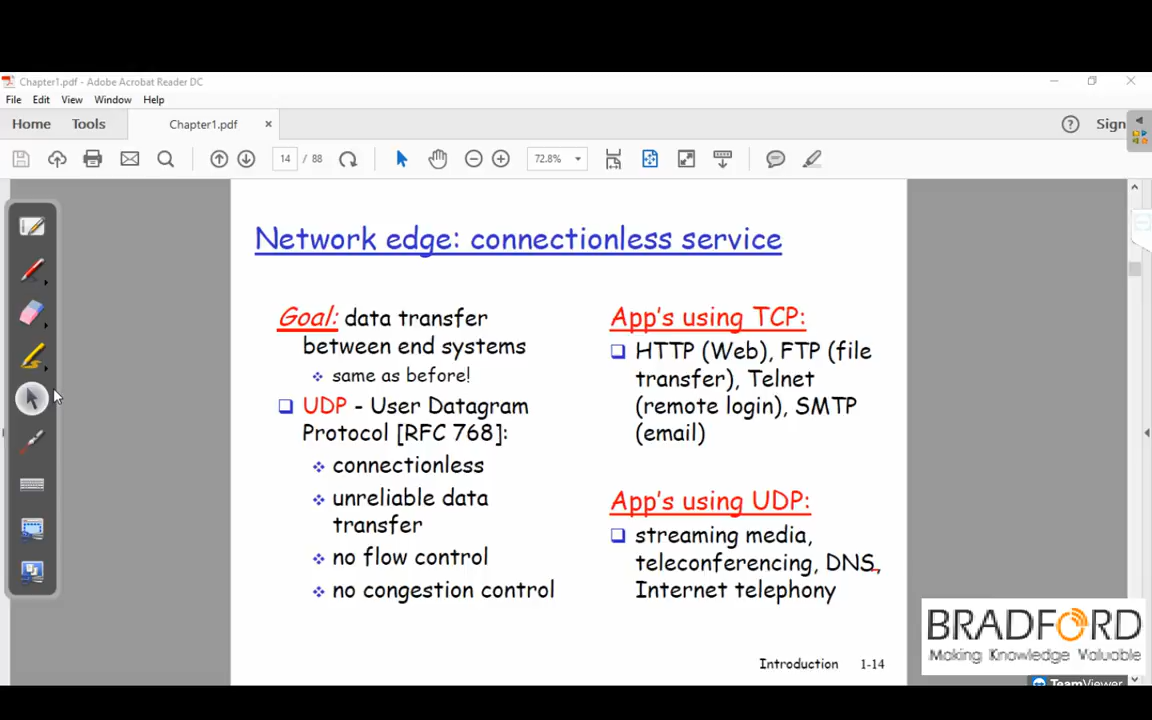 Chapter1.pdf - Adobe Acrobat Reader DC
File Edit View Window Help
Home Tools Chapter1.pdf × Sign
14 / 88 72.8%
Network edge: connectionless service
Goal: data transfer
between end systems
same as before!
UDP - User Datagram
Protocol [RFC 768]:
connectionless
unreliable data
transfer
no flow control
no congestion control
App's using TCP:
HTTP (Web), FTP (file
transfer), Telnet
(remote login), SMTP
(email)
App's using UDP:
streaming media,
teleconferencing, DNS,
Internet telephony
Introduction 1-14
BRADFORD
Making Knowledge Valuable
TeamViewer